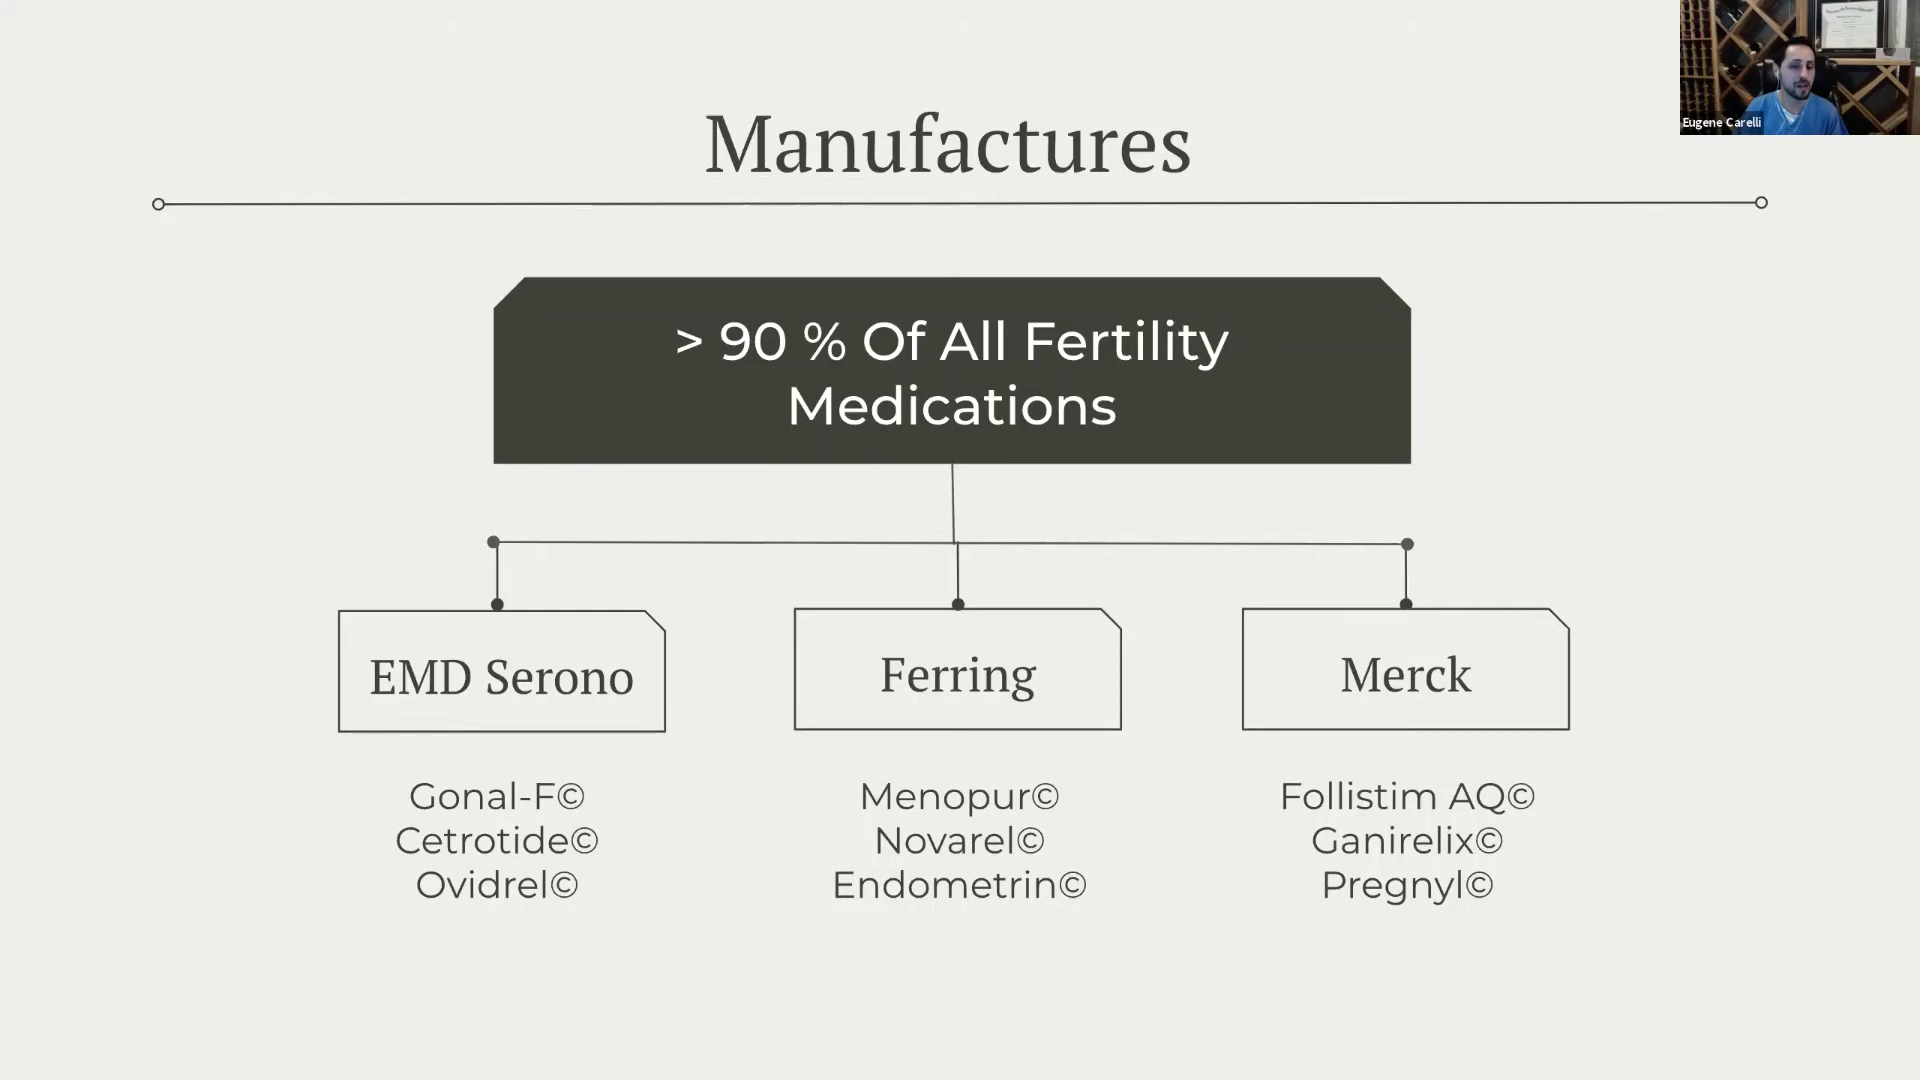 Eugene Carelli
Manufactures
> 90 % Of All Fertility
Medications
EMD Serono
Ferring
Merck
Gonal-F©
Cetrotide©
Ovidrel©
Menopur©
Novarel©
Endometrin©
Follistim AQ©
Ganirelix©
Pregnyl©